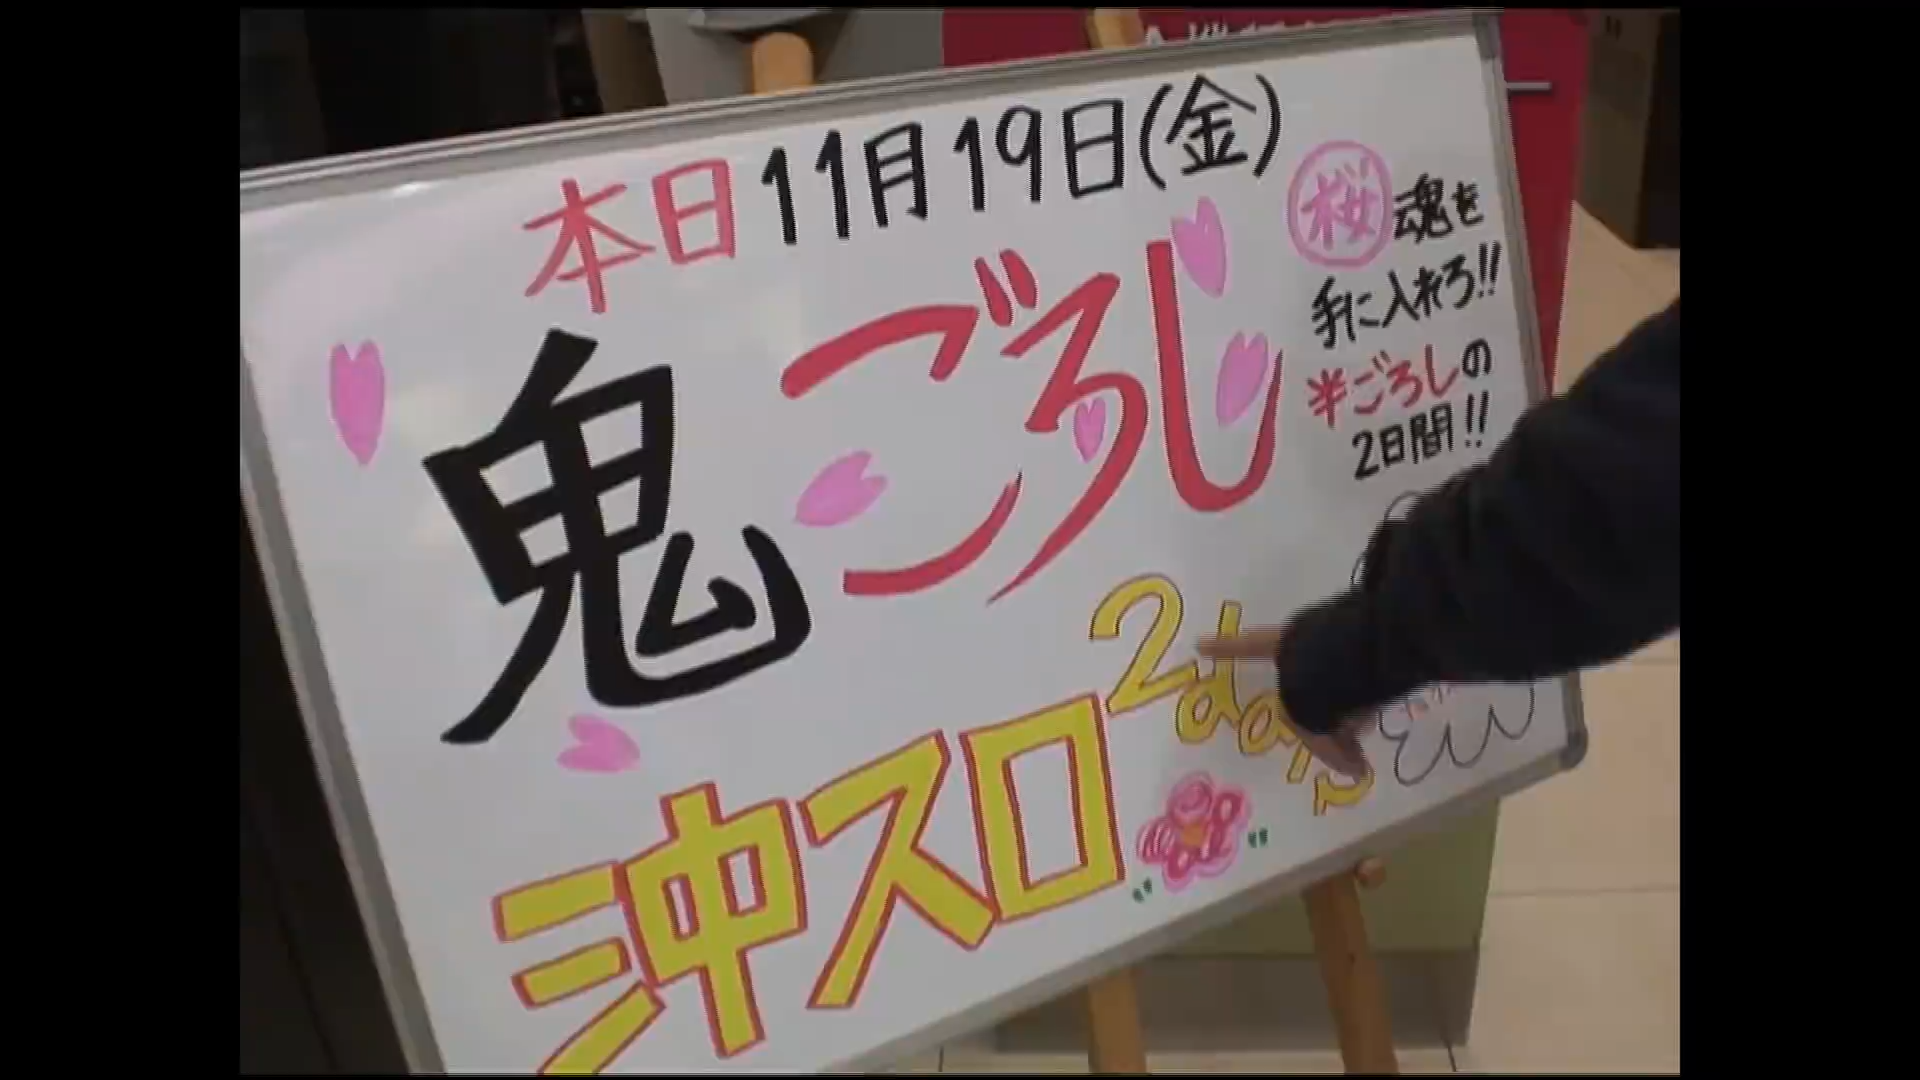 本日11月19日(金)
鬼ごろし
桜魂を
手に入れろ!!
半ごろしの
2日間!!
2days
沖スロ